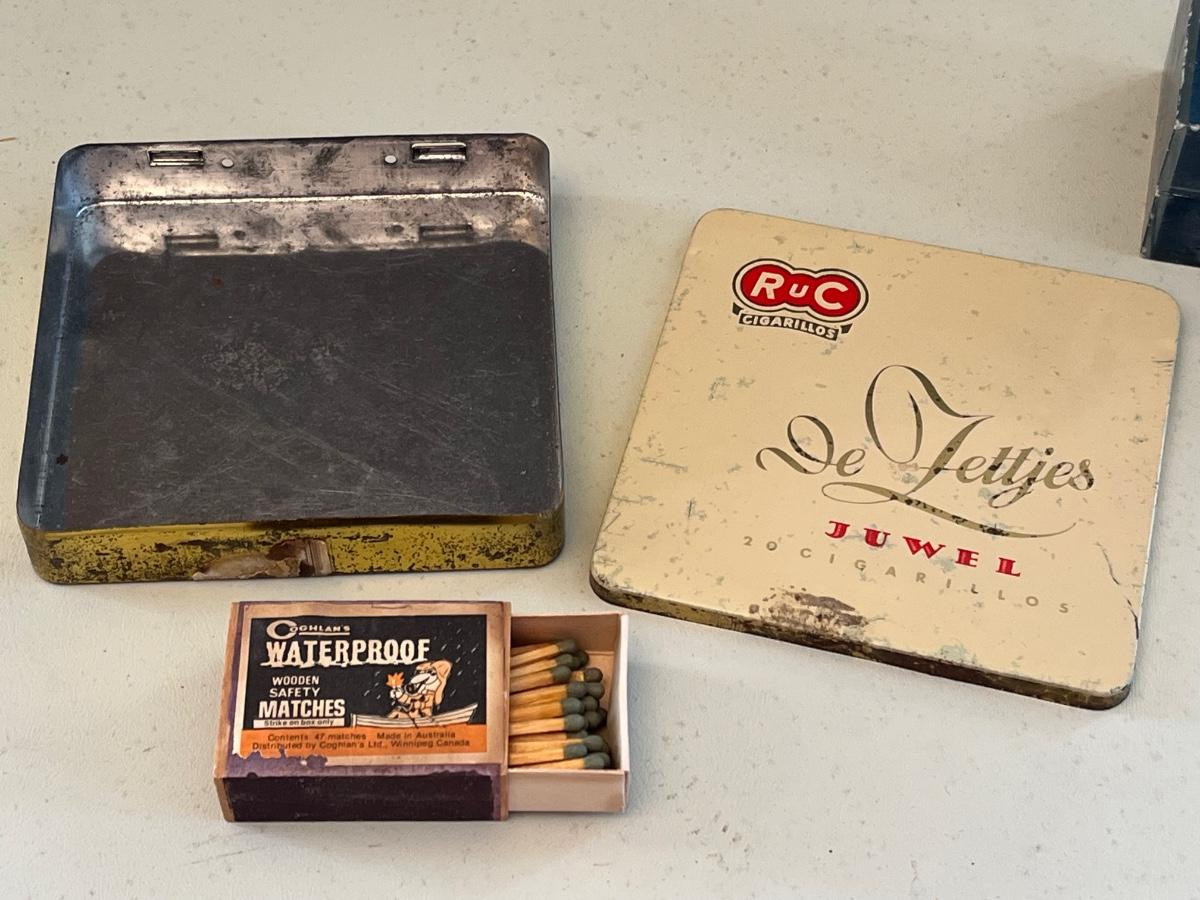 RUC
CIGARILLOS
De Zettjes
JUWEL
20 CIGARILLOS
COGHLAN'S
WATERPROOF
WOODEN
SAFETY
MATCHES
Strike on box only
Contents 47 matches Made in Australia
Distributed by Coghlan's Ltd., Winnipeg Canada